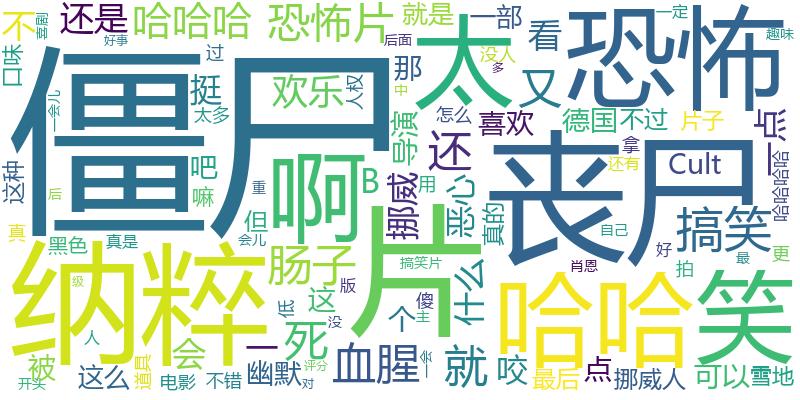 不
喜剧
还是
好事
哈哈哈
恐怖片
就是
一部
后面
没人
多
太
看
又
恐怖
一定
趣味
口味
过
挺
太多
欢乐
人权
中
那
导演
怎么
喜欢
德国
不过
片子
一点
拿
还有
哈哈哈哈
僵尸
一会儿
这种
后
吧
嘛
重
啊
B
挪威
用
还
恶心
真的
丧尸
Cult
搞笑
自己
好
更
真
黑色
真是
但
会儿
肠子
这
版
片
搞笑片
什么
肖恩
拍
最
纳粹
级
低
没
个
傻
主
哈哈
笑
人
一
死
被
会
开头
这么
道具
电影
不错
幽默
评分
对
血腥
一会
就
咬
最后
点
挪威人
可以
雪地